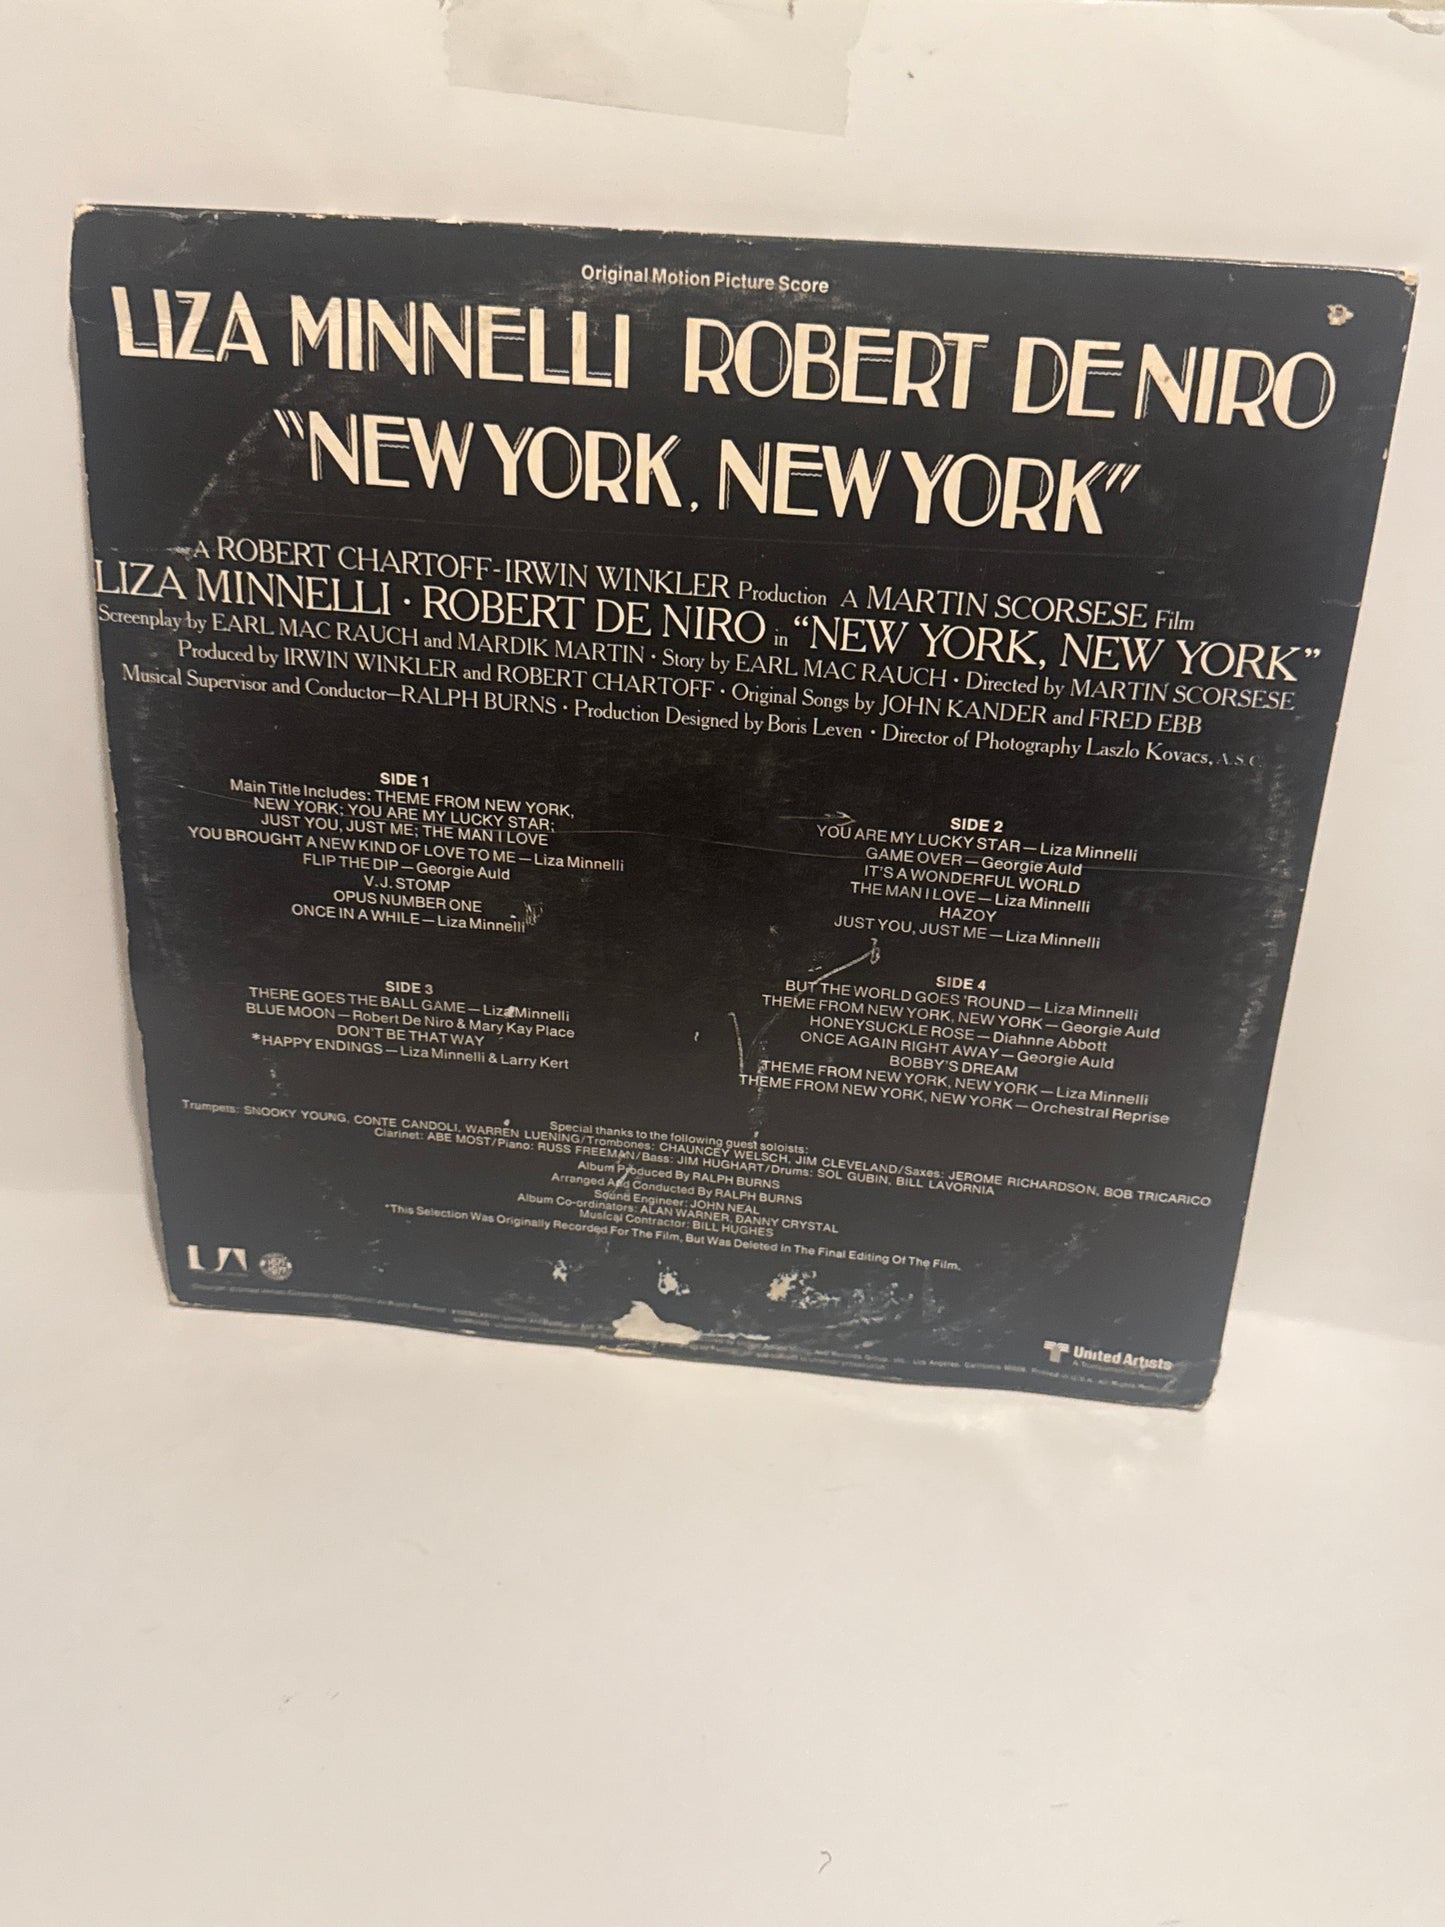 Original Motion Picture Score
LIZA MINNELLI ROBERT DE NIRO
"NEW YORK, NEW YORK"
A ROBERT CHARTOFF-IRWIN WINKLER Production A MARTIN SCORSESE Film
LIZA MINNELLI · ROBERT DE NIRO in "NEW YORK, NEW YORK"
Screenplay by EARL MAC RAUCH and MARDIK MARTIN · Story by EARL MAC RAUCH · Directed by MARTIN SCORSESE
Produced by IRWIN WINKLER and ROBERT CHARTOFF · Original Songs by JOHN KANDER and FRED EBB
Musical Supervisor and Conductor—RALPH BURNS · Production Designed by Boris Leven · Director of Photography Laszlo Kovacs, A.S.C.
SIDE 1
Main Title Includes: THEME FROM NEW YORK,
NEW YORK; YOU ARE MY LUCKY STAR;
JUST YOU, JUST ME; THE MAN I LOVE
YOU BROUGHT A NEW KIND OF LOVE TO ME — Liza Minnelli
FLIP THE DIP — Georgie Auld
V.J. STOMP
OPUS NUMBER ONE
ONCE IN A WHILE — Liza Minnelli
SIDE 2
YOU ARE MY LUCKY STAR — Liza Minnelli
GAME OVER — Georgie Auld
IT'S A WONDERFUL WORLD
THE MAN I LOVE — Liza Minnelli
HAZOY
JUST YOU, JUST ME — Liza Minnelli
SIDE 3
THERE GOES THE BALL GAME — Liza Minnelli
BLUE MOON — Robert De Niro & Mary Kay Place
DON'T BE THAT WAY
*HAPPY ENDINGS — Liza Minnelli & Larry Kert
SIDE 4
BUT THE WORLD GOES 'ROUND — Liza Minnelli
THEME FROM NEW YORK, NEW YORK — Georgie Auld
HONEYSUCKLE ROSE — Diahnne Abbott
ONCE AGAIN RIGHT AWAY — Georgie Auld
BOBBY'S DREAM
THEME FROM NEW YORK, NEW YORK — Liza Minnelli
THEME FROM NEW YORK, NEW YORK — Orchestral Reprise
Special thanks to the following guest soloists:
Trumpets: SNOOKY YOUNG, CONTE CANDOLI, WARREN LUENING/Trombones: CHAUNCEY WELSCH, JIM CLEVELAND/Saxes: JEROME RICHARDSON, BOB TRICARICO
Clarinet: ABE MOST/Piano: RUSS FREEMAN/Bass: JIM HUGHART/Drums: SOL GUBIN, BILL LAVORNIA
Album Produced By RALPH BURNS
Arranged And Conducted By RALPH BURNS
Sound Engineer: JOHN NEAL
Album Co-ordinators: ALAN WARNER, DANNY CRYSTAL
Musical Contractor: BILL HUGHES
*This Selection Was Originally Recorded For The Film, But Was Deleted In The Final Editing Of The Film.
UA
United Artists
A Transamerica Company